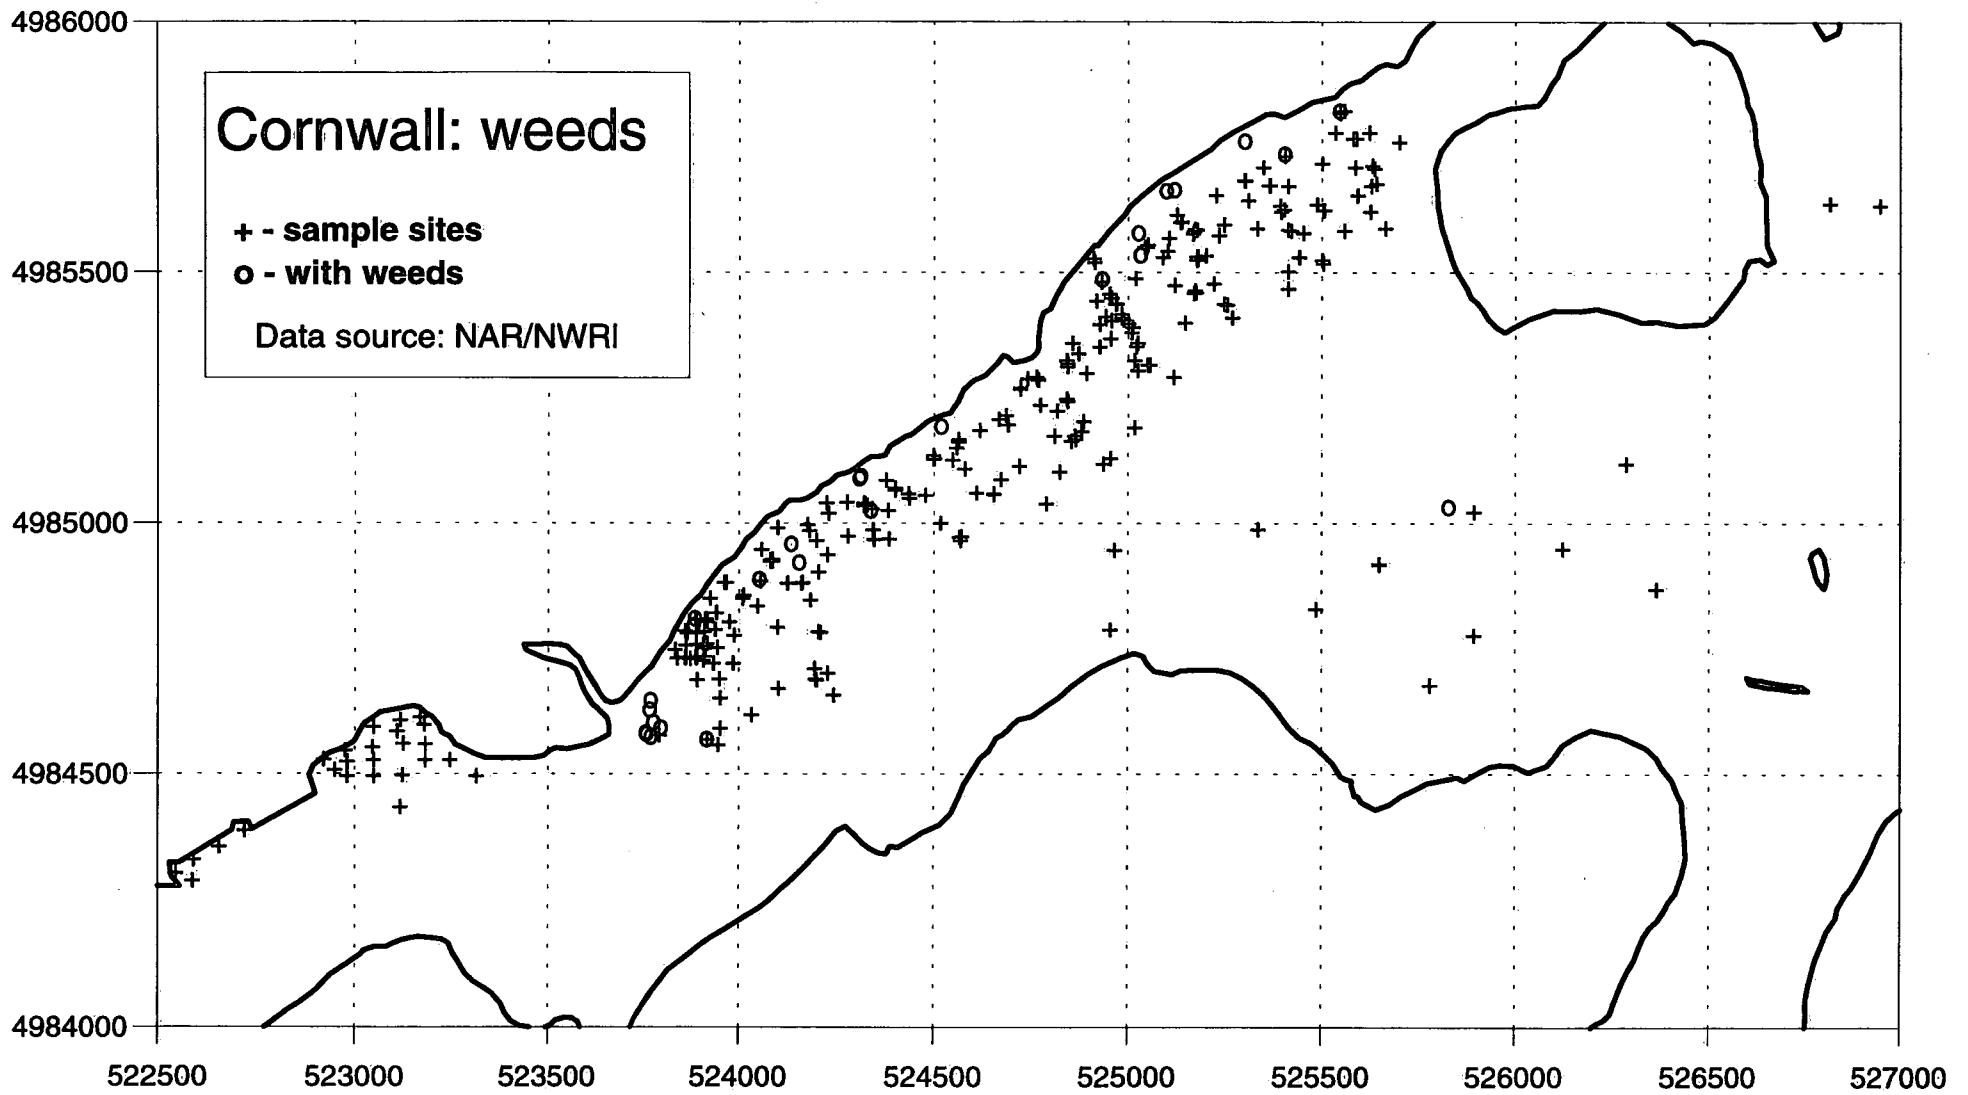 4986000
Cornwall: weeds
+ - sample sites
o - with weeds
Data source: NAR/NWRI
4985500
4985000
4984500
4984000
522500 523000 523500 524000 524500 525000 525500 526000 526500 527000